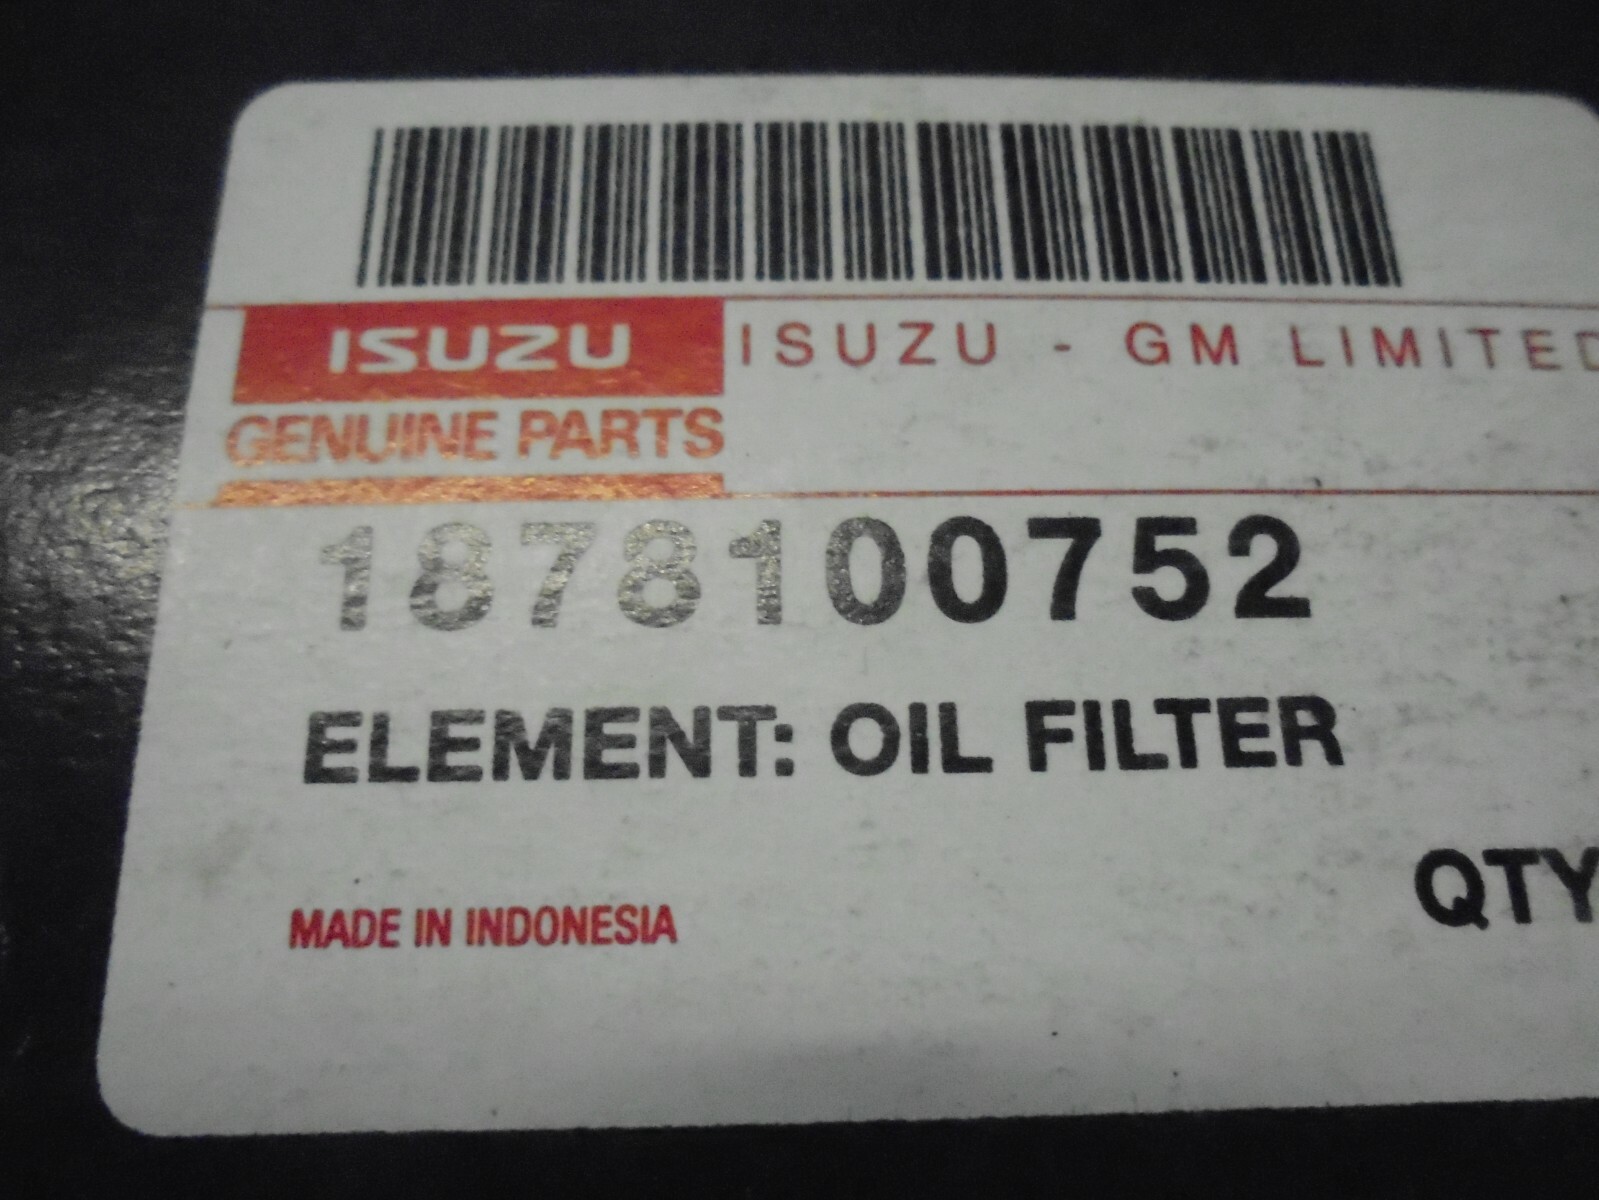 ISUZU
ISUZU - GM LIMITED
GENUINE PARTS
1878100752
ELEMENT: OIL FILTER
QTY
MADE IN INDONESIA